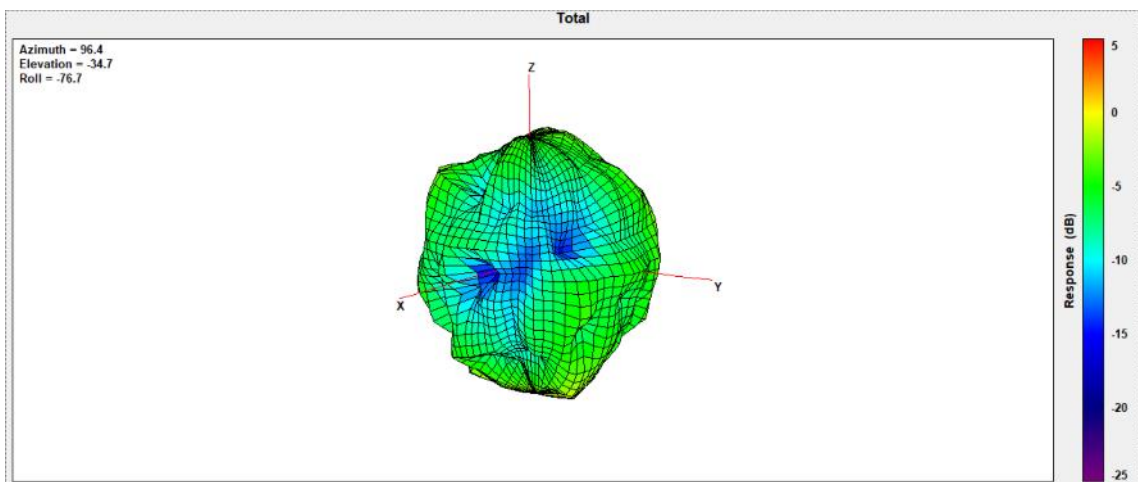 Total
Azimuth = 96.4
Elevation = -34.7
Roll = -76.7
Z
Y
X
5
0
-5
-10
-15
-20
-25
Response (dB)